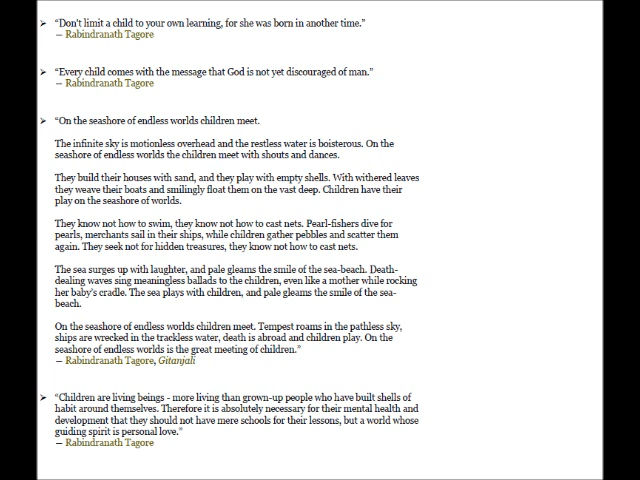 ➢ “Don't limit a child to your own learning, for she was born in another time.”
― Rabindranath Tagore
➢ “Every child comes with the message that God is not yet discouraged of man.”
― Rabindranath Tagore
➢ “On the seashore of endless worlds children meet.
The infinite sky is motionless overhead and the restless water is boisterous. On the
seashore of endless worlds the children meet with shouts and dances.
They build their houses with sand, and they play with empty shells. With withered leaves
they weave their boats and smilingly float them on the vast deep. Children have their
play on the seashore of worlds.
They know not how to swim, they know not how to cast nets. Pearl-fishers dive for
pearls, merchants sail in their ships, while children gather pebbles and scatter them
again. They seek not for hidden treasures, they know not how to cast nets.
The sea surges up with laughter, and pale gleams the smile of the sea-beach. Death-
dealing waves sing meaningless ballads to the children, even like a mother while rocking
her baby's cradle. The sea plays with children, and pale gleams the smile of the sea-
beach.
On the seashore of endless worlds children meet. Tempest roams in the pathless sky,
ships are wrecked in the trackless water, death is abroad and children play. On the
seashore of endless worlds is the great meeting of children.”
― Rabindranath Tagore, Gitanjali
➢ “Children are living beings - more living than grown-up people who have built shells of
habit around themselves. Therefore it is absolutely necessary for their mental health and
development that they should not have mere schools for their lessons, but a world whose
guiding spirit is personal love.”
― Rabindranath Tagore